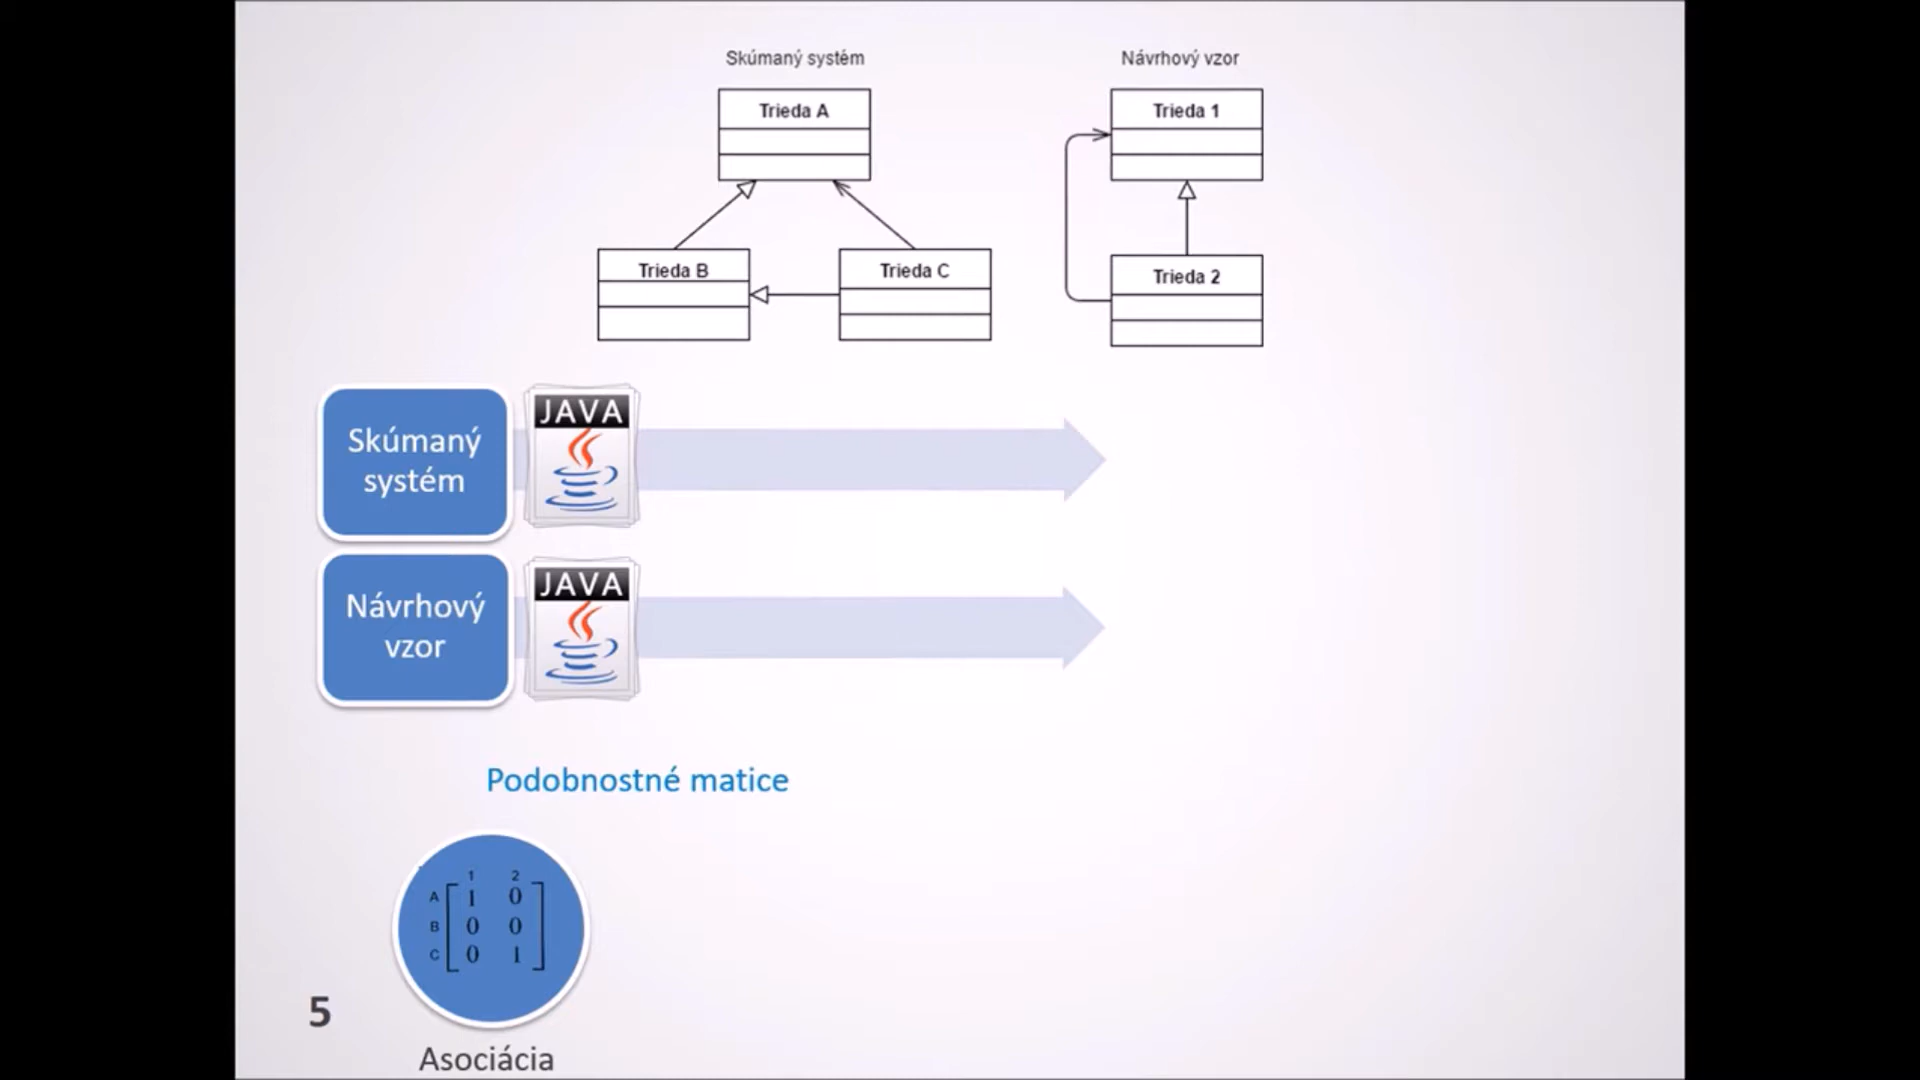 Skúmaný systém
Návrhový vzor
Trieda A
Trieda 1
Trieda B
Trieda C
Trieda 2
Skúmaný
systém
JAVA
Návrhový
vzor
JAVA
Podobnostné matice
1 2
A 1 0
B 0 0
C 0 1
5
Asociácia